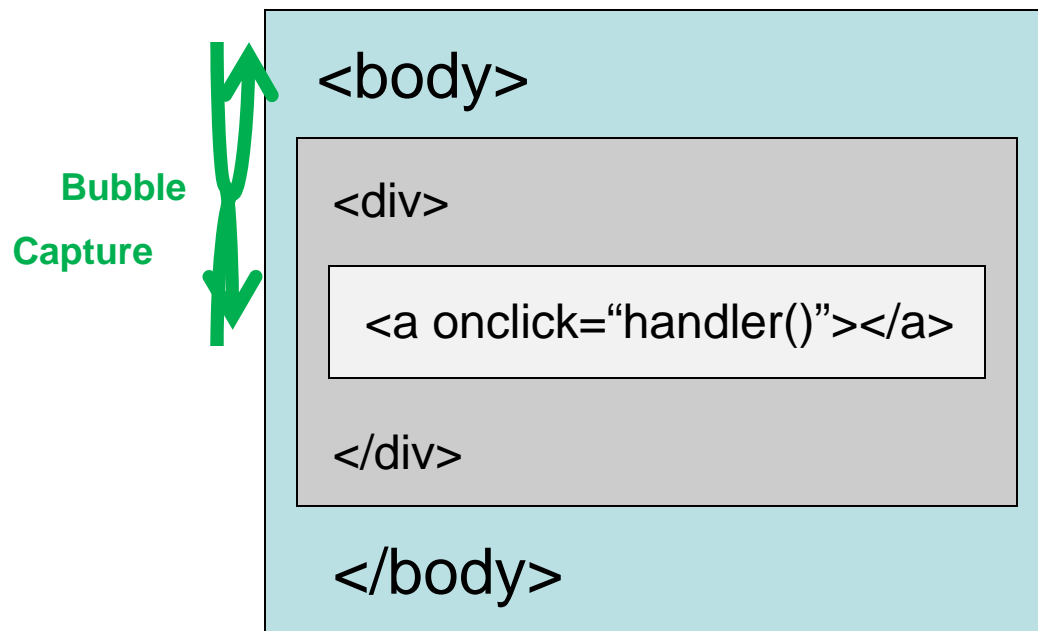 <body>
Bubble
<div>
Capture
<a onclick=“handler()”></a>
</div>
</body>